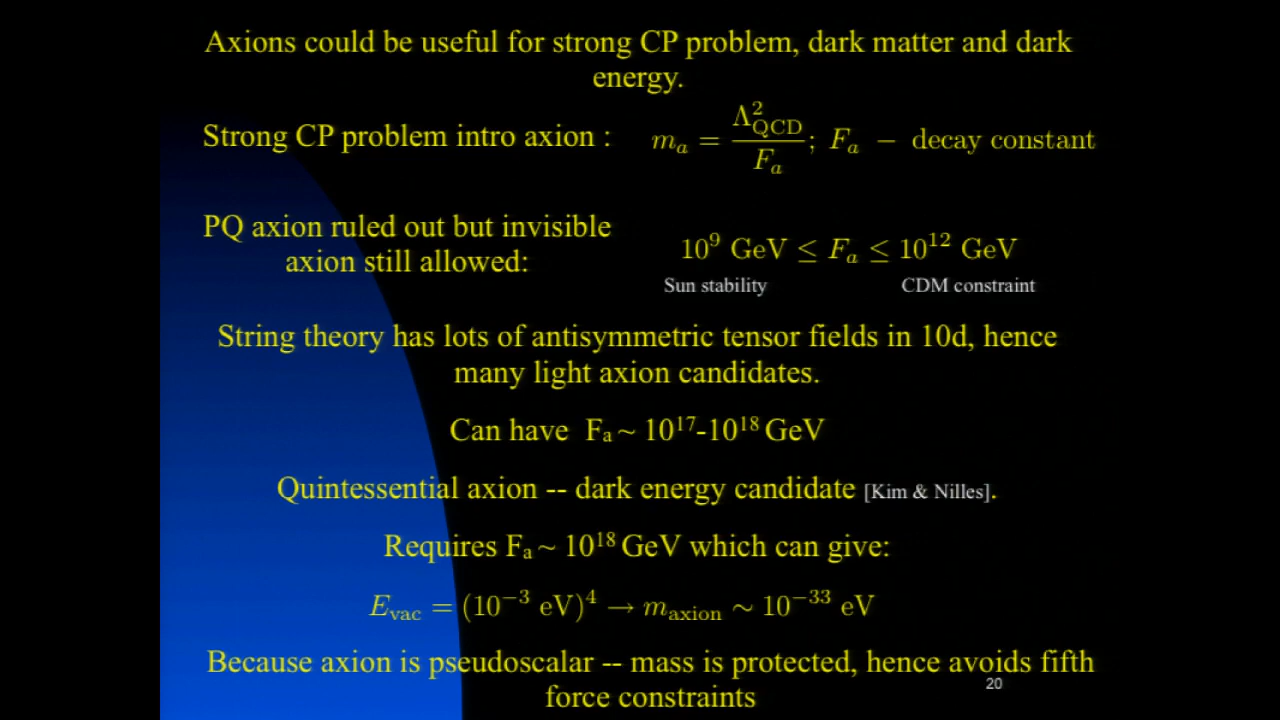 Axions could be useful for strong CP problem, dark matter and dark
energy.
Strong CP problem intro axion : m_a = Λ²_QCD / F_a ; F_a − decay constant
PQ axion ruled out but invisible
axion still allowed:
10⁹ GeV ≤ F_a ≤ 10¹² GeV
Sun stability CDM constraint
String theory has lots of antisymmetric tensor fields in 10d, hence
many light axion candidates.
Can have Fₐ ~ 10¹⁷-10¹⁸ GeV
Quintessential axion -- dark energy candidate [Kim & Nilles].
Requires Fₐ ~ 10¹⁸ GeV which can give:
E_vac = (10⁻³ eV)⁴ → m_axion ∼ 10⁻³³ eV
Because axion is pseudoscalar -- mass is protected, hence avoids fifth
force constraints
20